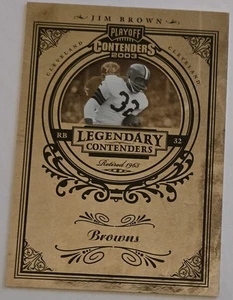 JIM BROWN
PLAYOFF
CONTENDERS
2003
CLEVELAND
CLEVELAND
32
RB
LEGENDARY
CONTENDERS
32
Retired 1965
Browns